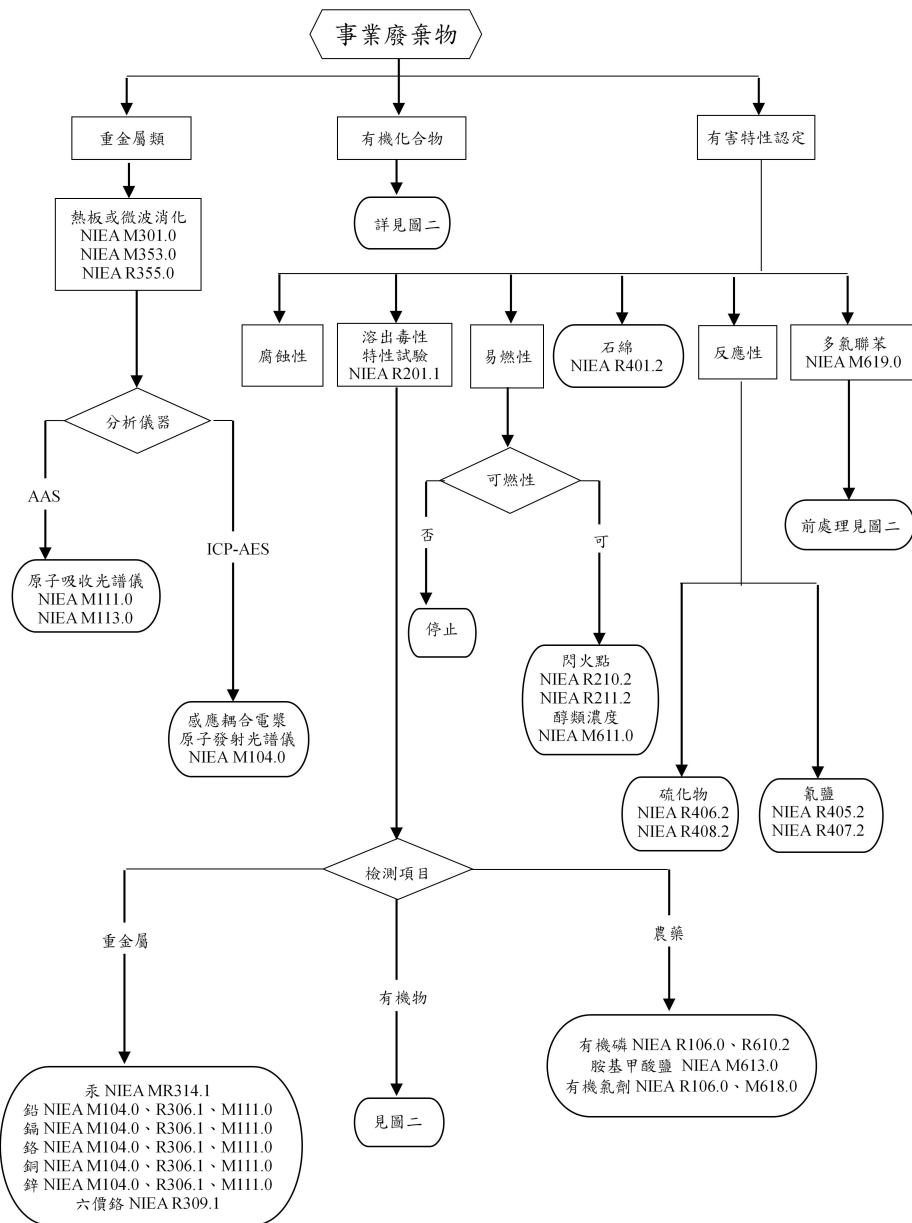 事業廢棄物
重金屬類
有機化合物
有害特性認定
熱板或微波消化
NIEA M301.0
NIEA M353.0
NIEA R355.0
詳見圖二
腐蝕性
溶出毒性
特性試驗
NIEA R201.1
易燃性
石綿
NIEA R401.2
反應性
多氯聯苯
NIEA M619.0
分析儀器
AAS
ICP-AES
可燃性
否
可
前處理見圖二
原子吸收光譜儀
NIEA M111.0
NIEA M113.0
停止
閃火點
NIEA R210.2
NIEA R211.2
醇類濃度
NIEA M611.0
感應耦合電漿
原子發射光譜儀
NIEA M104.0
硫化物
NIEA R406.2
NIEA R408.2
氰鹽
NIEA R405.2
NIEA R407.2
檢測項目
重金屬
有機物
農藥
汞 NIEA MR314.1
鉛 NIEA M104.0、R306.1、M111.0
鎘 NIEA M104.0、R306.1、M111.0
鉻 NIEA M104.0、R306.1、M111.0
銅 NIEA M104.0、R306.1、M111.0
鋅 NIEA M104.0、R306.1、M111.0
六價鉻 NIEA R309.1
見圖二
有機磷 NIEA R106.0、R610.2
胺基甲酸鹽 NIEA M613.0
有機氯劑 NIEA R106.0、M618.0